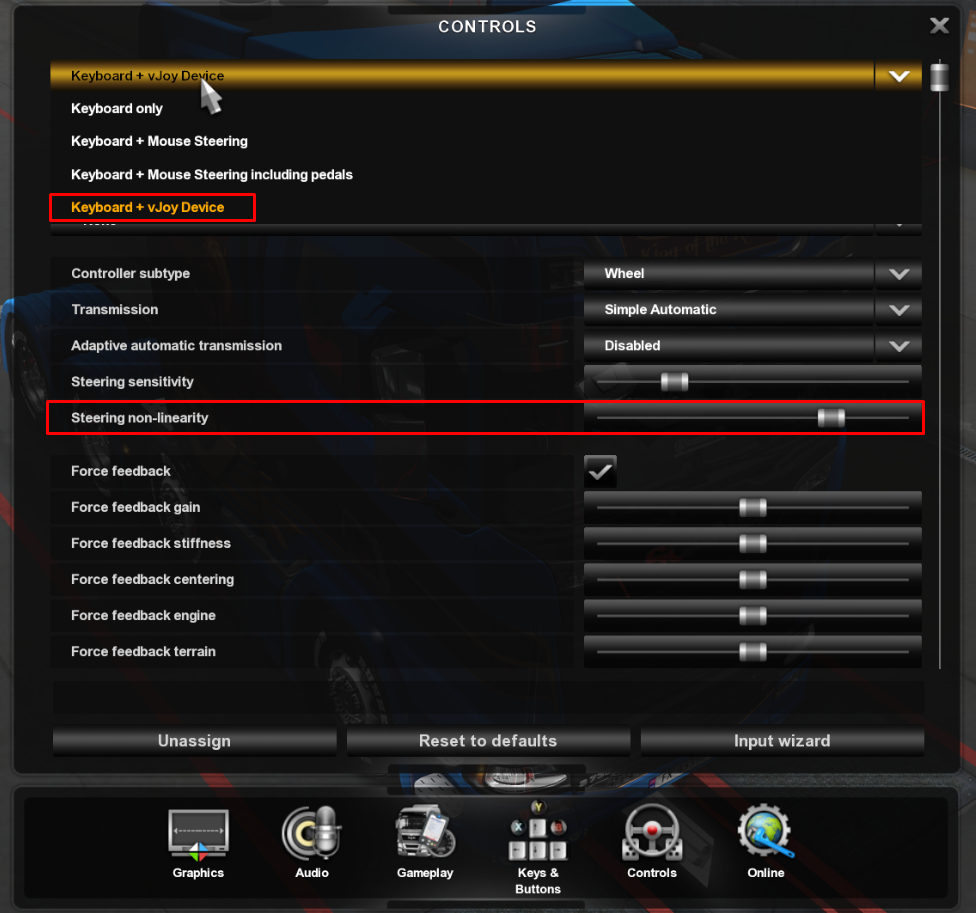 CONTROLS
Keyboard + vJoy Device
Keyboard only
Keyboard + Mouse Steering
Keyboard + Mouse Steering including pedals
Keyboard + vJoy Device
Controller subtype
Wheel
Transmission
Simple Automatic
Adaptive automatic transmission
Disabled
Steering sensitivity
Steering non-linearity
Force feedback
Force feedback gain
Force feedback stiffness
Force feedback centering
Force feedback engine
Force feedback terrain
Unassign
Reset to defaults
Input wizard
Graphics
Audio
Gameplay
Y
X
Keys &
Buttons
Controls
Online